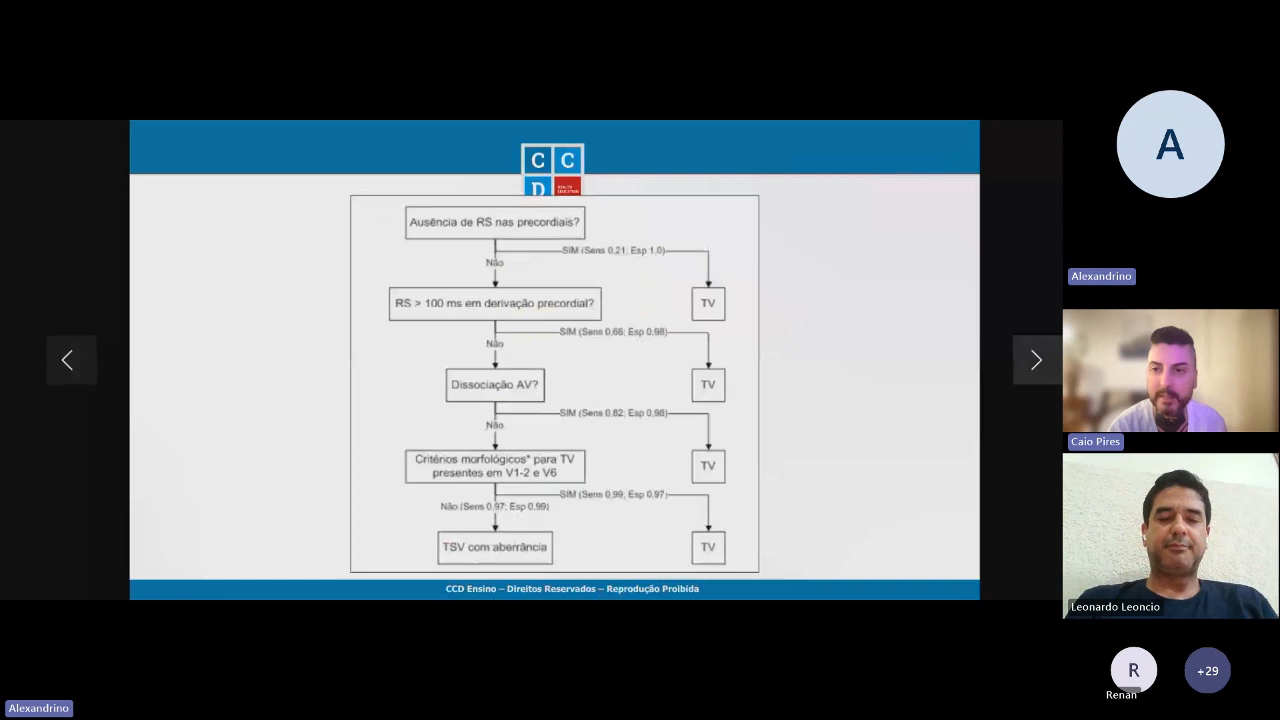 C C
D HEALTH EDUCATION
Ausência de RS nas precordiais?
SIM (Sens 0,21; Esp 1,0)
Não
RS > 100 ms em derivação precordial?
TV
SIM (Sens 0,66; Esp 0,98)
Não
Dissociação AV?
TV
SIM (Sens 0,82; Esp 0,98)
Não
Critérios morfológicos* para TV
presentes em V1-2 e V6
TV
SIM (Sens 0,99; Esp 0,97)
Não (Sens 0,97; Esp 0,99)
TSV com aberrância
TV
CCD Ensino – Direitos Reservados – Reprodução Proibida
A
Alexandrino
Caio Pires
Leonardo Leoncio
R
Renan
+29
Alexandrino